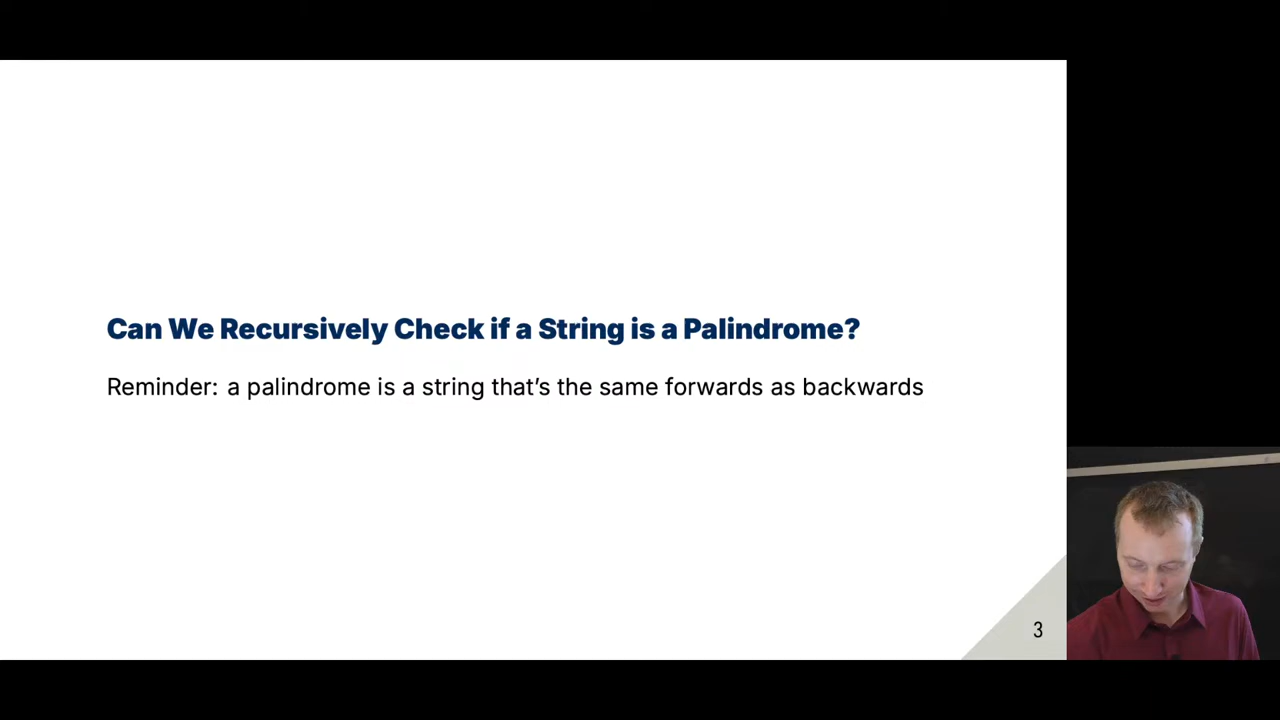 Can We Recursively Check if a String is a Palindrome?
Reminder: a palindrome is a string that's the same forwards as backwards
3